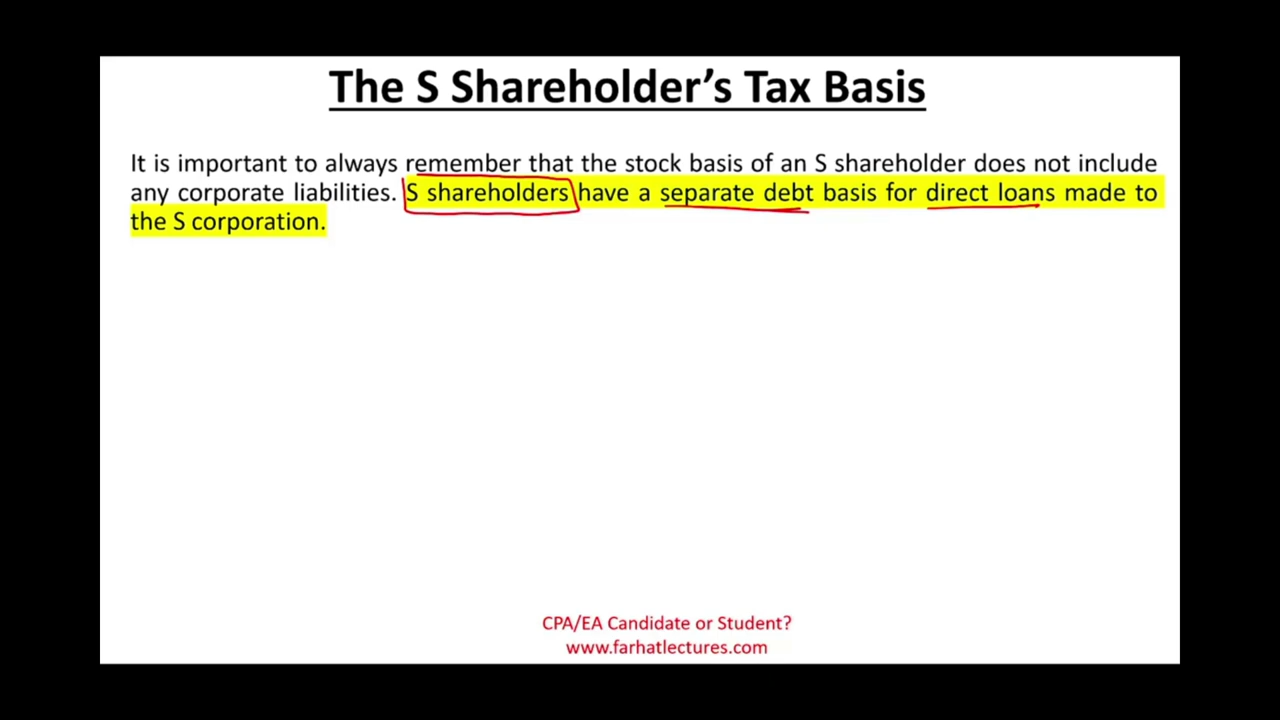 The S Shareholder’s Tax Basis
It is important to always remember that the stock basis of an S shareholder does not include
any corporate liabilities. S shareholders have a separate debt basis for direct loans made to
the S corporation.
CPA/EA Candidate or Student?
www.farhatlectures.com